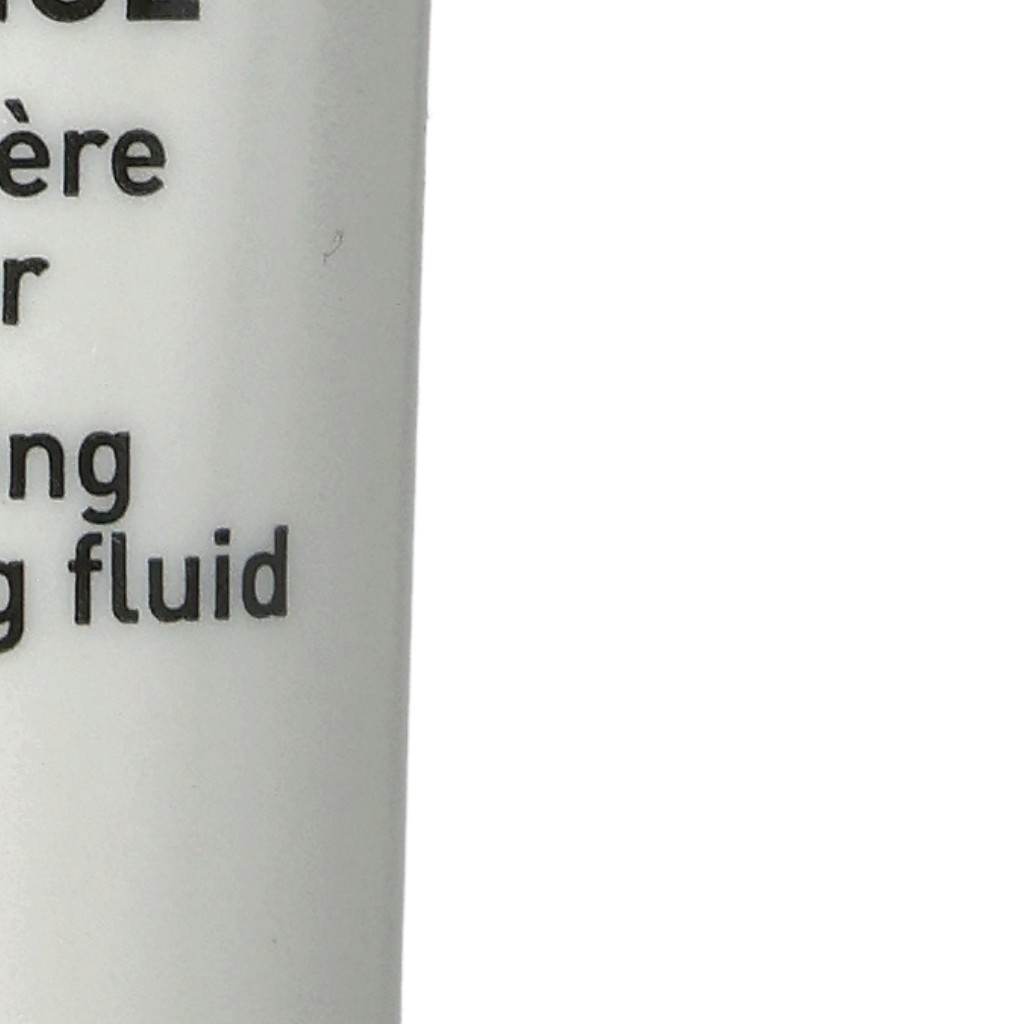 ère
r
ng
g fluid